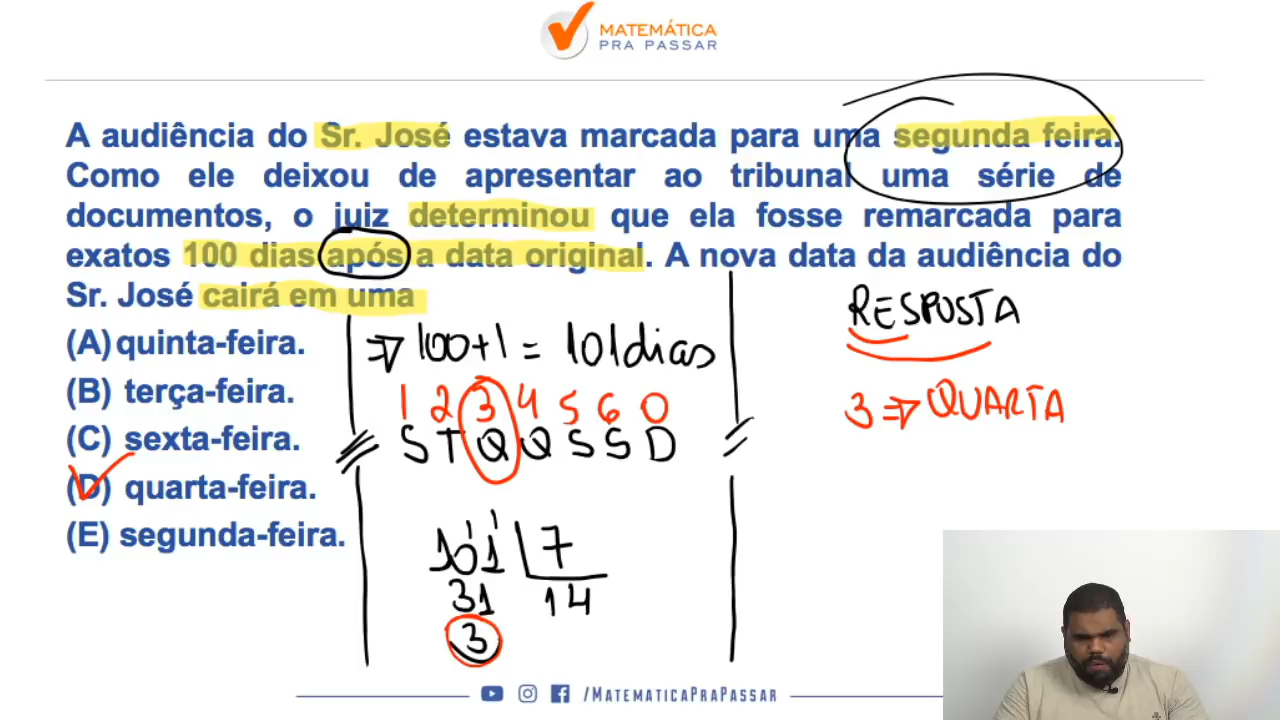 MATEMÁTICA
PRA PASSAR
A audiência do Sr. José estava marcada para uma segunda feira.
Como ele deixou de apresentar ao tribunal uma série de
documentos, o juiz determinou que ela fosse remarcada para
exatos 100 dias após a data original. A nova data da audiência do
Sr. José cairá em uma
(A) quinta-feira.
(B) terça-feira.
(C) sexta-feira.
(D) quarta-feira.
(E) segunda-feira.
⇒ 100+1 = 101 dias
1 2 3 4 5 6 0
S T Q Q S S D
101 7
31 14
3
RESPOSTA
3 ⇒ QUARTA
/MatematicaPraPassar